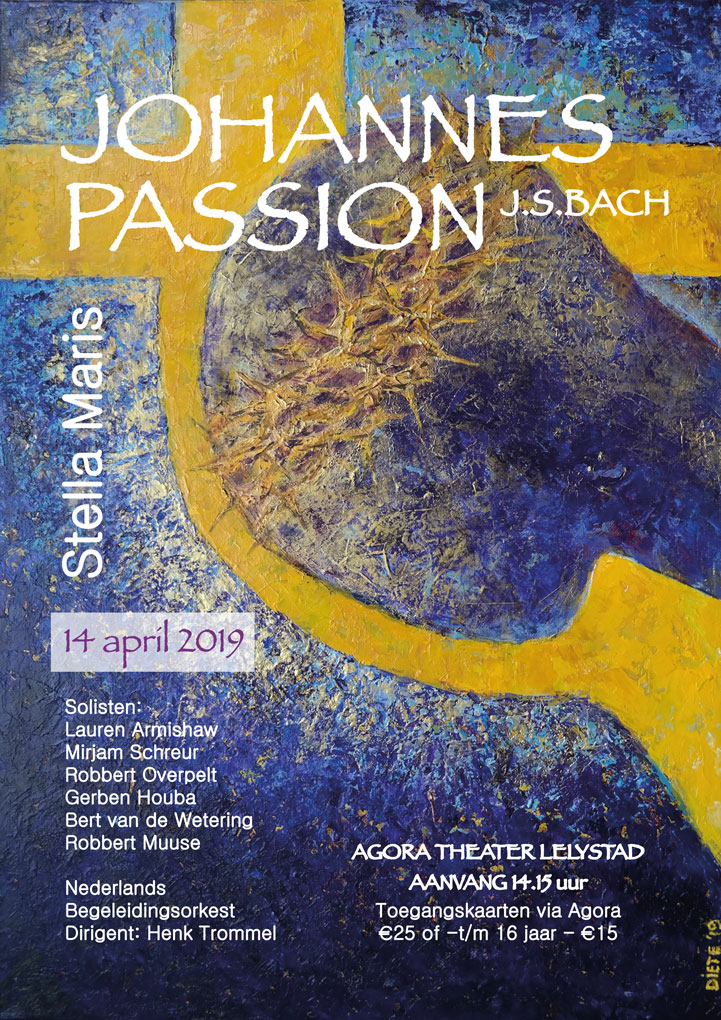 JOHANNES
PASSION J.S.BACH
Stella Maris
14 april 2019
Solisten:
Lauren Armishaw
Mirjam Schreur
Robbert Overpelt
Gerben Houba
Bert van de Wetering
Robbert Muuse
Nederlands
Begeleidingsorkest
Dirigent: Henk Trommel
AGORA THEATER LELYSTAD
AANVANG 14.15 uur
Toegangskaarten via Agora
€25 of -t/m 16 jaar - €15
DIETE '19